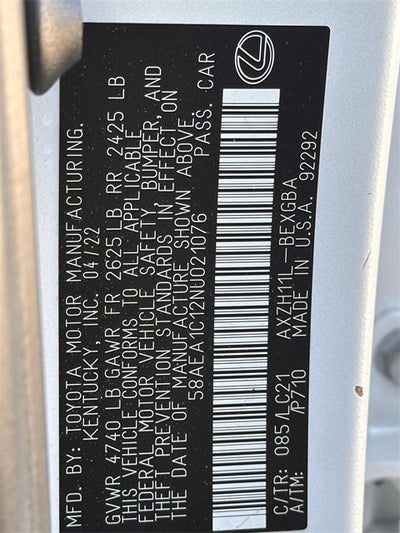 MFD. BY: TOYOTA MOTOR MANUFACTURING,
KENTUCKY, INC. 04/22
GVWR 4740 LB GAWR FR 2625 LB RR 2425 LB
THIS VEHICLE CONFORMS TO ALL APPLICABLE
FEDERAL MOTOR VEHICLE SAFETY, BUMPER, AND
THEFT PREVENTION STANDARDS IN EFFECT ON
THE DATE OF MANUFACTURE SHOWN ABOVE.
58AEA1C12NU021076 PASS. CAR
C/TR: 085/LC21 AXZH11L-BEXGBA
A/TM: /P710 MADE IN U.S.A. 92292